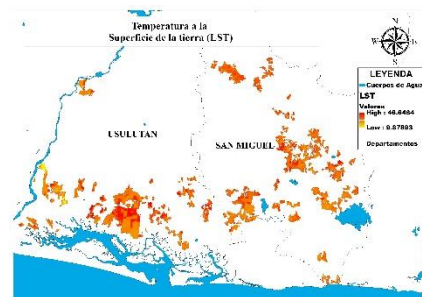 Temperatura a la
Superficie de la tierra (LST)
N
W
S
LEYENDA
Cuerpos de Agua
LST
Valores
High : 46.6484
Low : 9.87893
Departamentos
USULUTAN
SAN MIGUEL